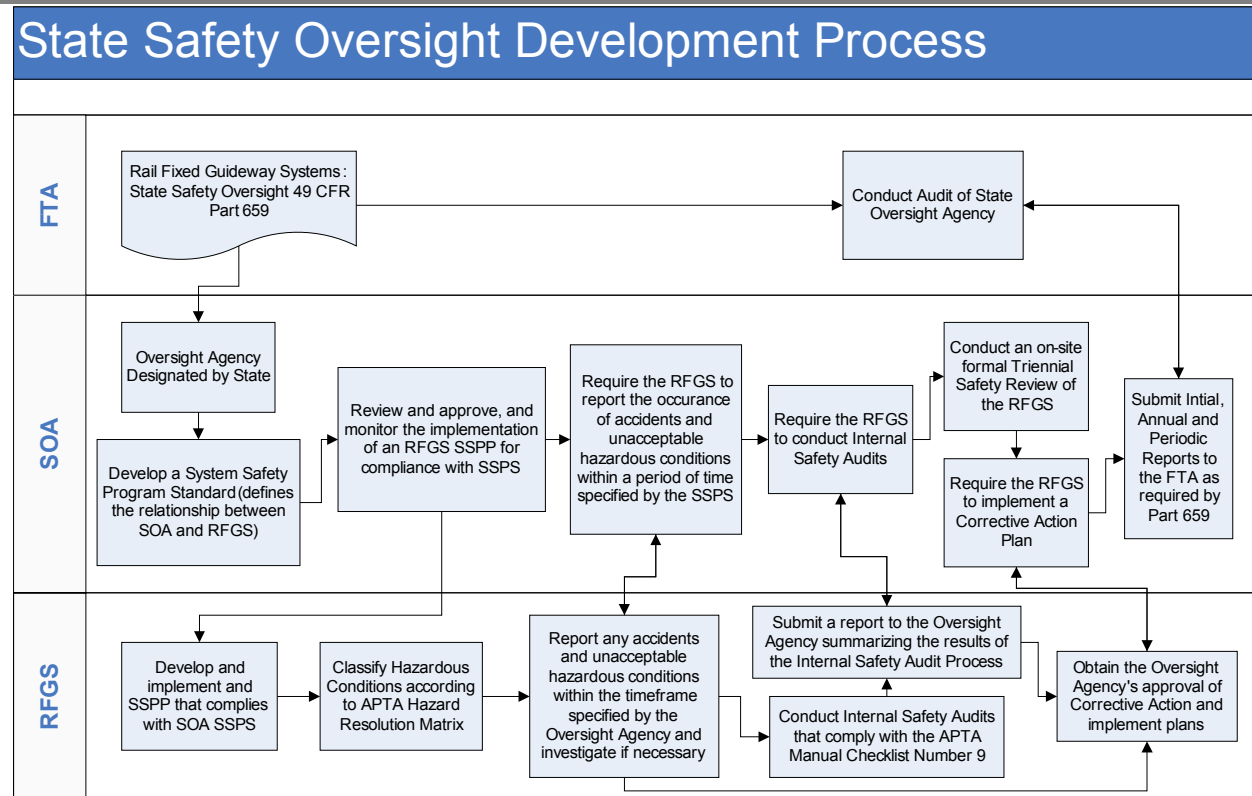 State Safety Oversight Development Process
FTA
Rail Fixed Guideway Systems :
State Safety Oversight 49 CFR
Part 659
Conduct Audit of State
Oversight Agency
SOA
Oversight Agency
Designated by State
Develop a System Safety
Program Standard (defines
the relationship between
SOA and RFGS)
Review and approve, and
monitor the implementation
of an RFGS SSPP for
compliance with SSPS
Require the RFGS to
report the occurance
of accidents and
unacceptable
hazardous conditions
within a period of time
specified by the SSPS
Require the RFGS
to conduct Internal
Safety Audits
Conduct an on-site
formal Triennial
Safety Review of
the RFGS
Require the RFGS
to implement a
Corrective Action
Plan
Submit Intial,
Annual and
Periodic
Reports to
the FTA as
required by
Part 659
RFGS
Develop and
implement and
SSPP that complies
with SOA SSPS
Classify Hazardous
Conditions according
to APTA Hazard
Resolution Matrix
Report any accidents
and unacceptable
hazardous conditions
within the timeframe
specified by the
Oversight Agency and
investigate if necessary
Submit a report to the Oversight
Agency summarizing the results of
the Internal Safety Audit Process
Conduct Internal Safety Audits
that comply with the APTA
Manual Checklist Number 9
Obtain the Oversight
Agency's approval of
Corrective Action and
implement plans